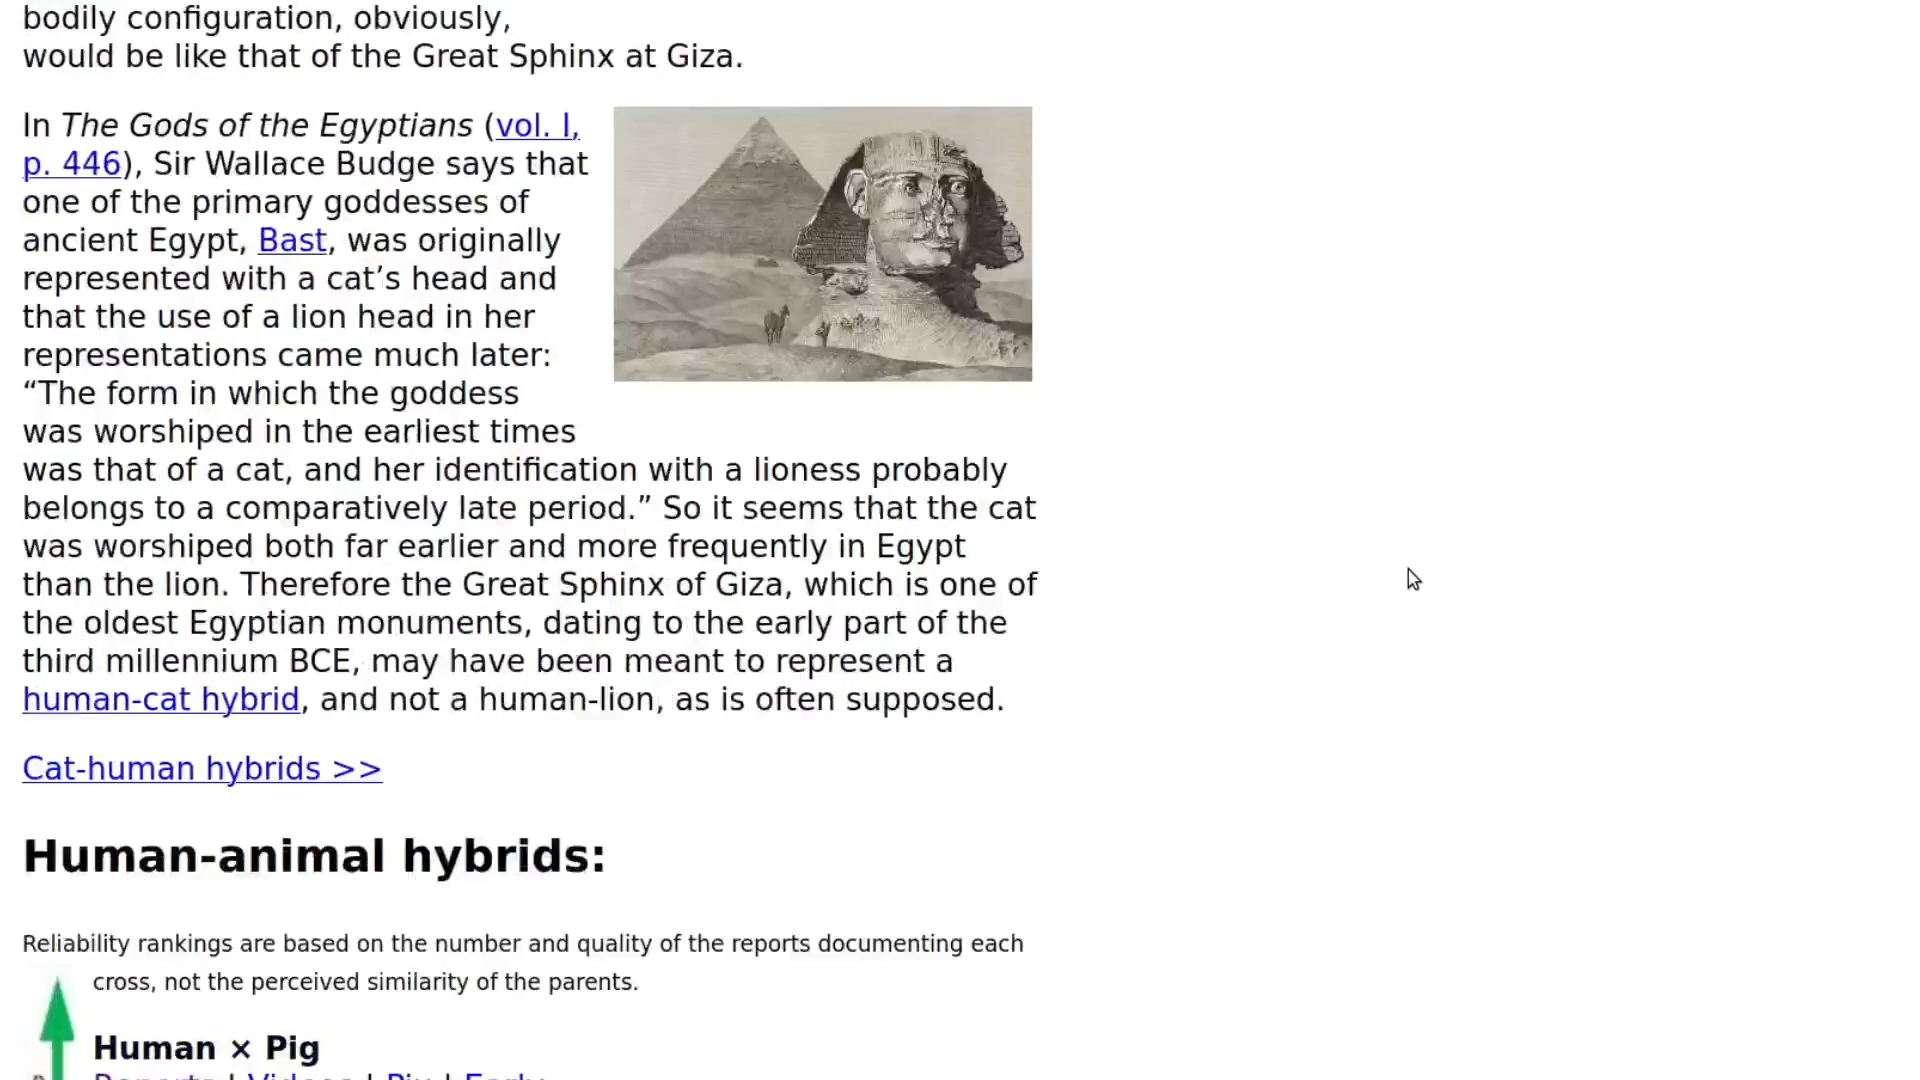 bodily configuration, obviously,
would be like that of the Great Sphinx at Giza.
In The Gods of the Egyptians (vol. I,
p. 446), Sir Wallace Budge says that
one of the primary goddesses of
ancient Egypt, Bast, was originally
represented with a cat’s head and
that the use of a lion head in her
representations came much later:
“The form in which the goddess
was worshiped in the earliest times
was that of a cat, and her identification with a lioness probably
belongs to a comparatively late period.” So it seems that the cat
was worshiped both far earlier and more frequently in Egypt
than the lion. Therefore the Great Sphinx of Giza, which is one of
the oldest Egyptian monuments, dating to the early part of the
third millennium BCE, may have been meant to represent a
human-cat hybrid, and not a human-lion, as is often supposed.
Cat-human hybrids >>
Human-animal hybrids:
Reliability rankings are based on the number and quality of the reports documenting each
cross, not the perceived similarity of the parents.
Human × Pig
Reports | Videos | Pix | Early